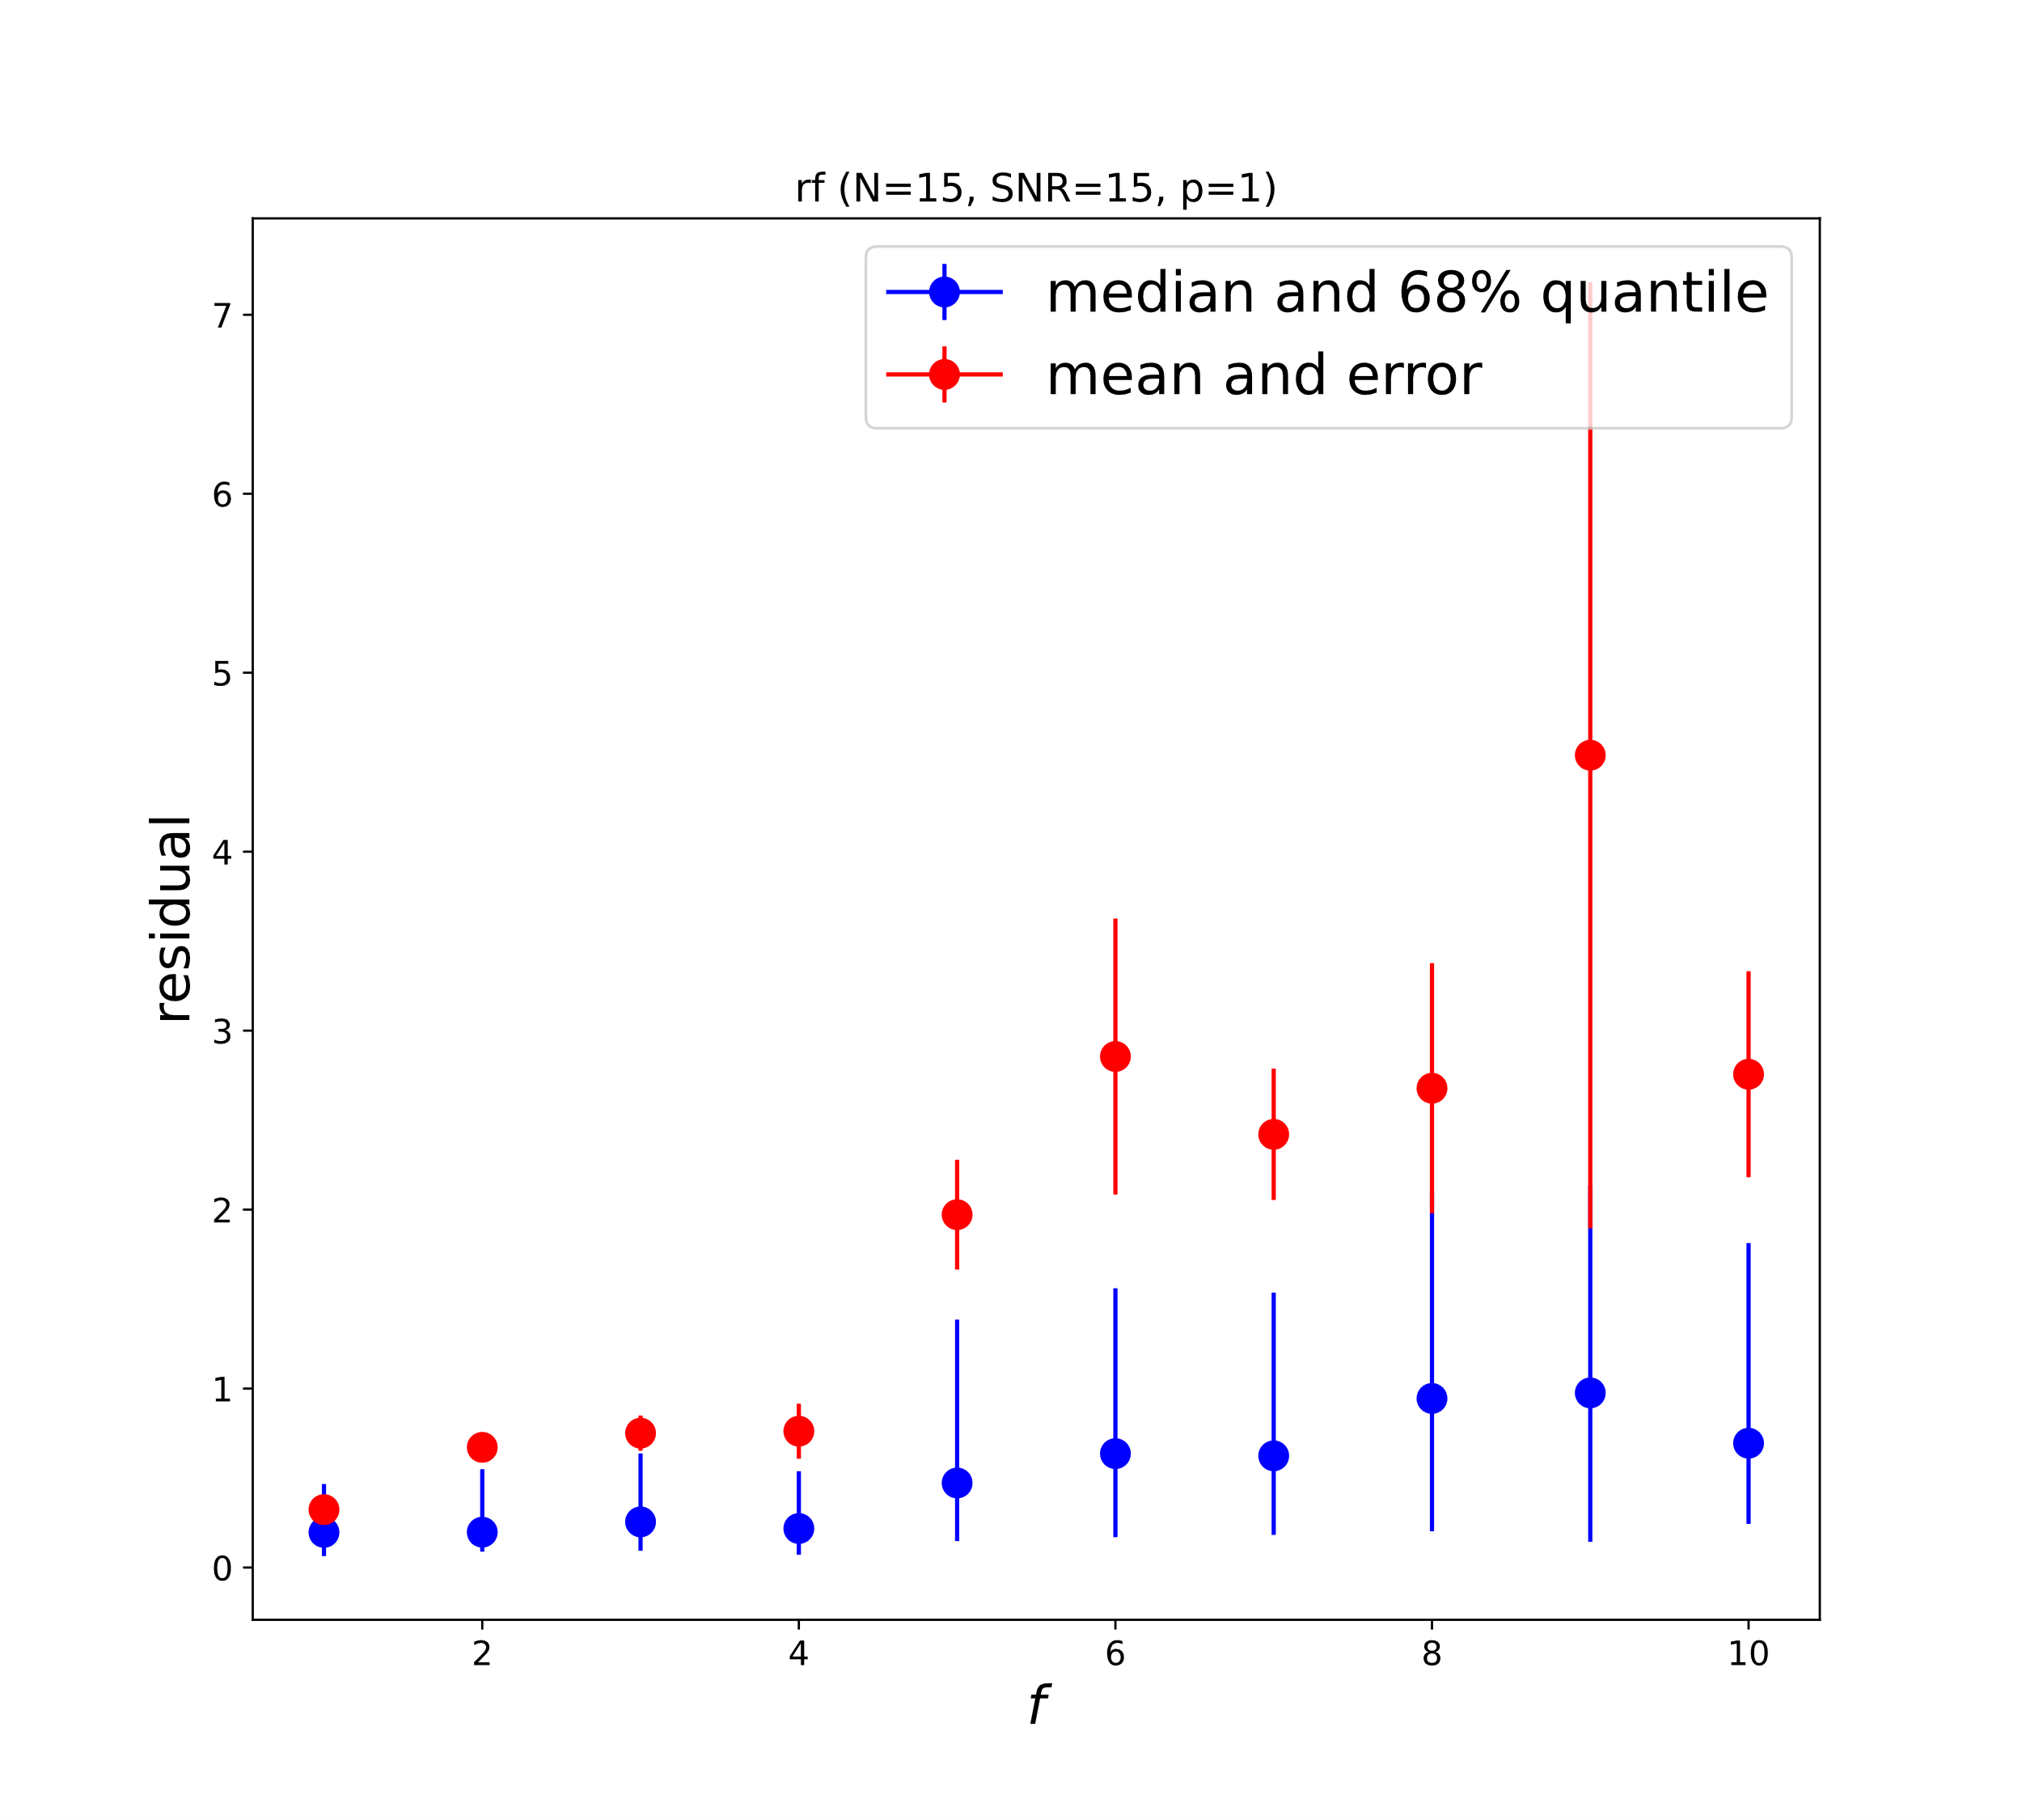 rf (N=15, SNR=15, p=1)
median and 68% quantile
mean and error
residual
7
6
5
4
3
2
1
0
2 4 6 8 10
f